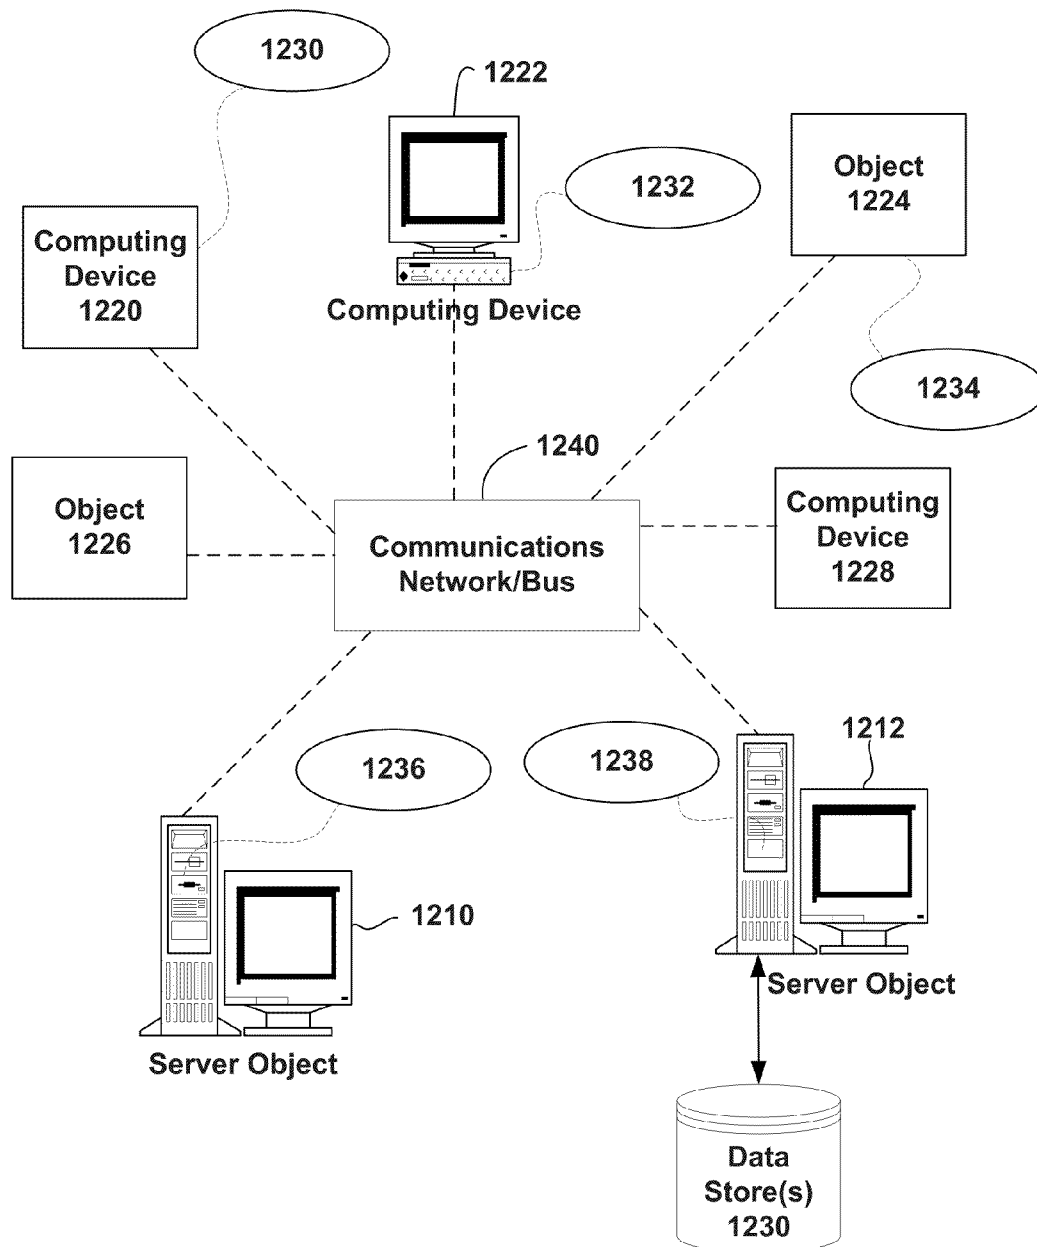 1230
1222
Object
1224
1232
Computing
Device
1220
Computing Device
1234
1240
Object
1226
Computing
Device
1228
Communications
Network/Bus
1236
1238
1212
1210
Server Object
Server Object
Data
Store(s)
1230